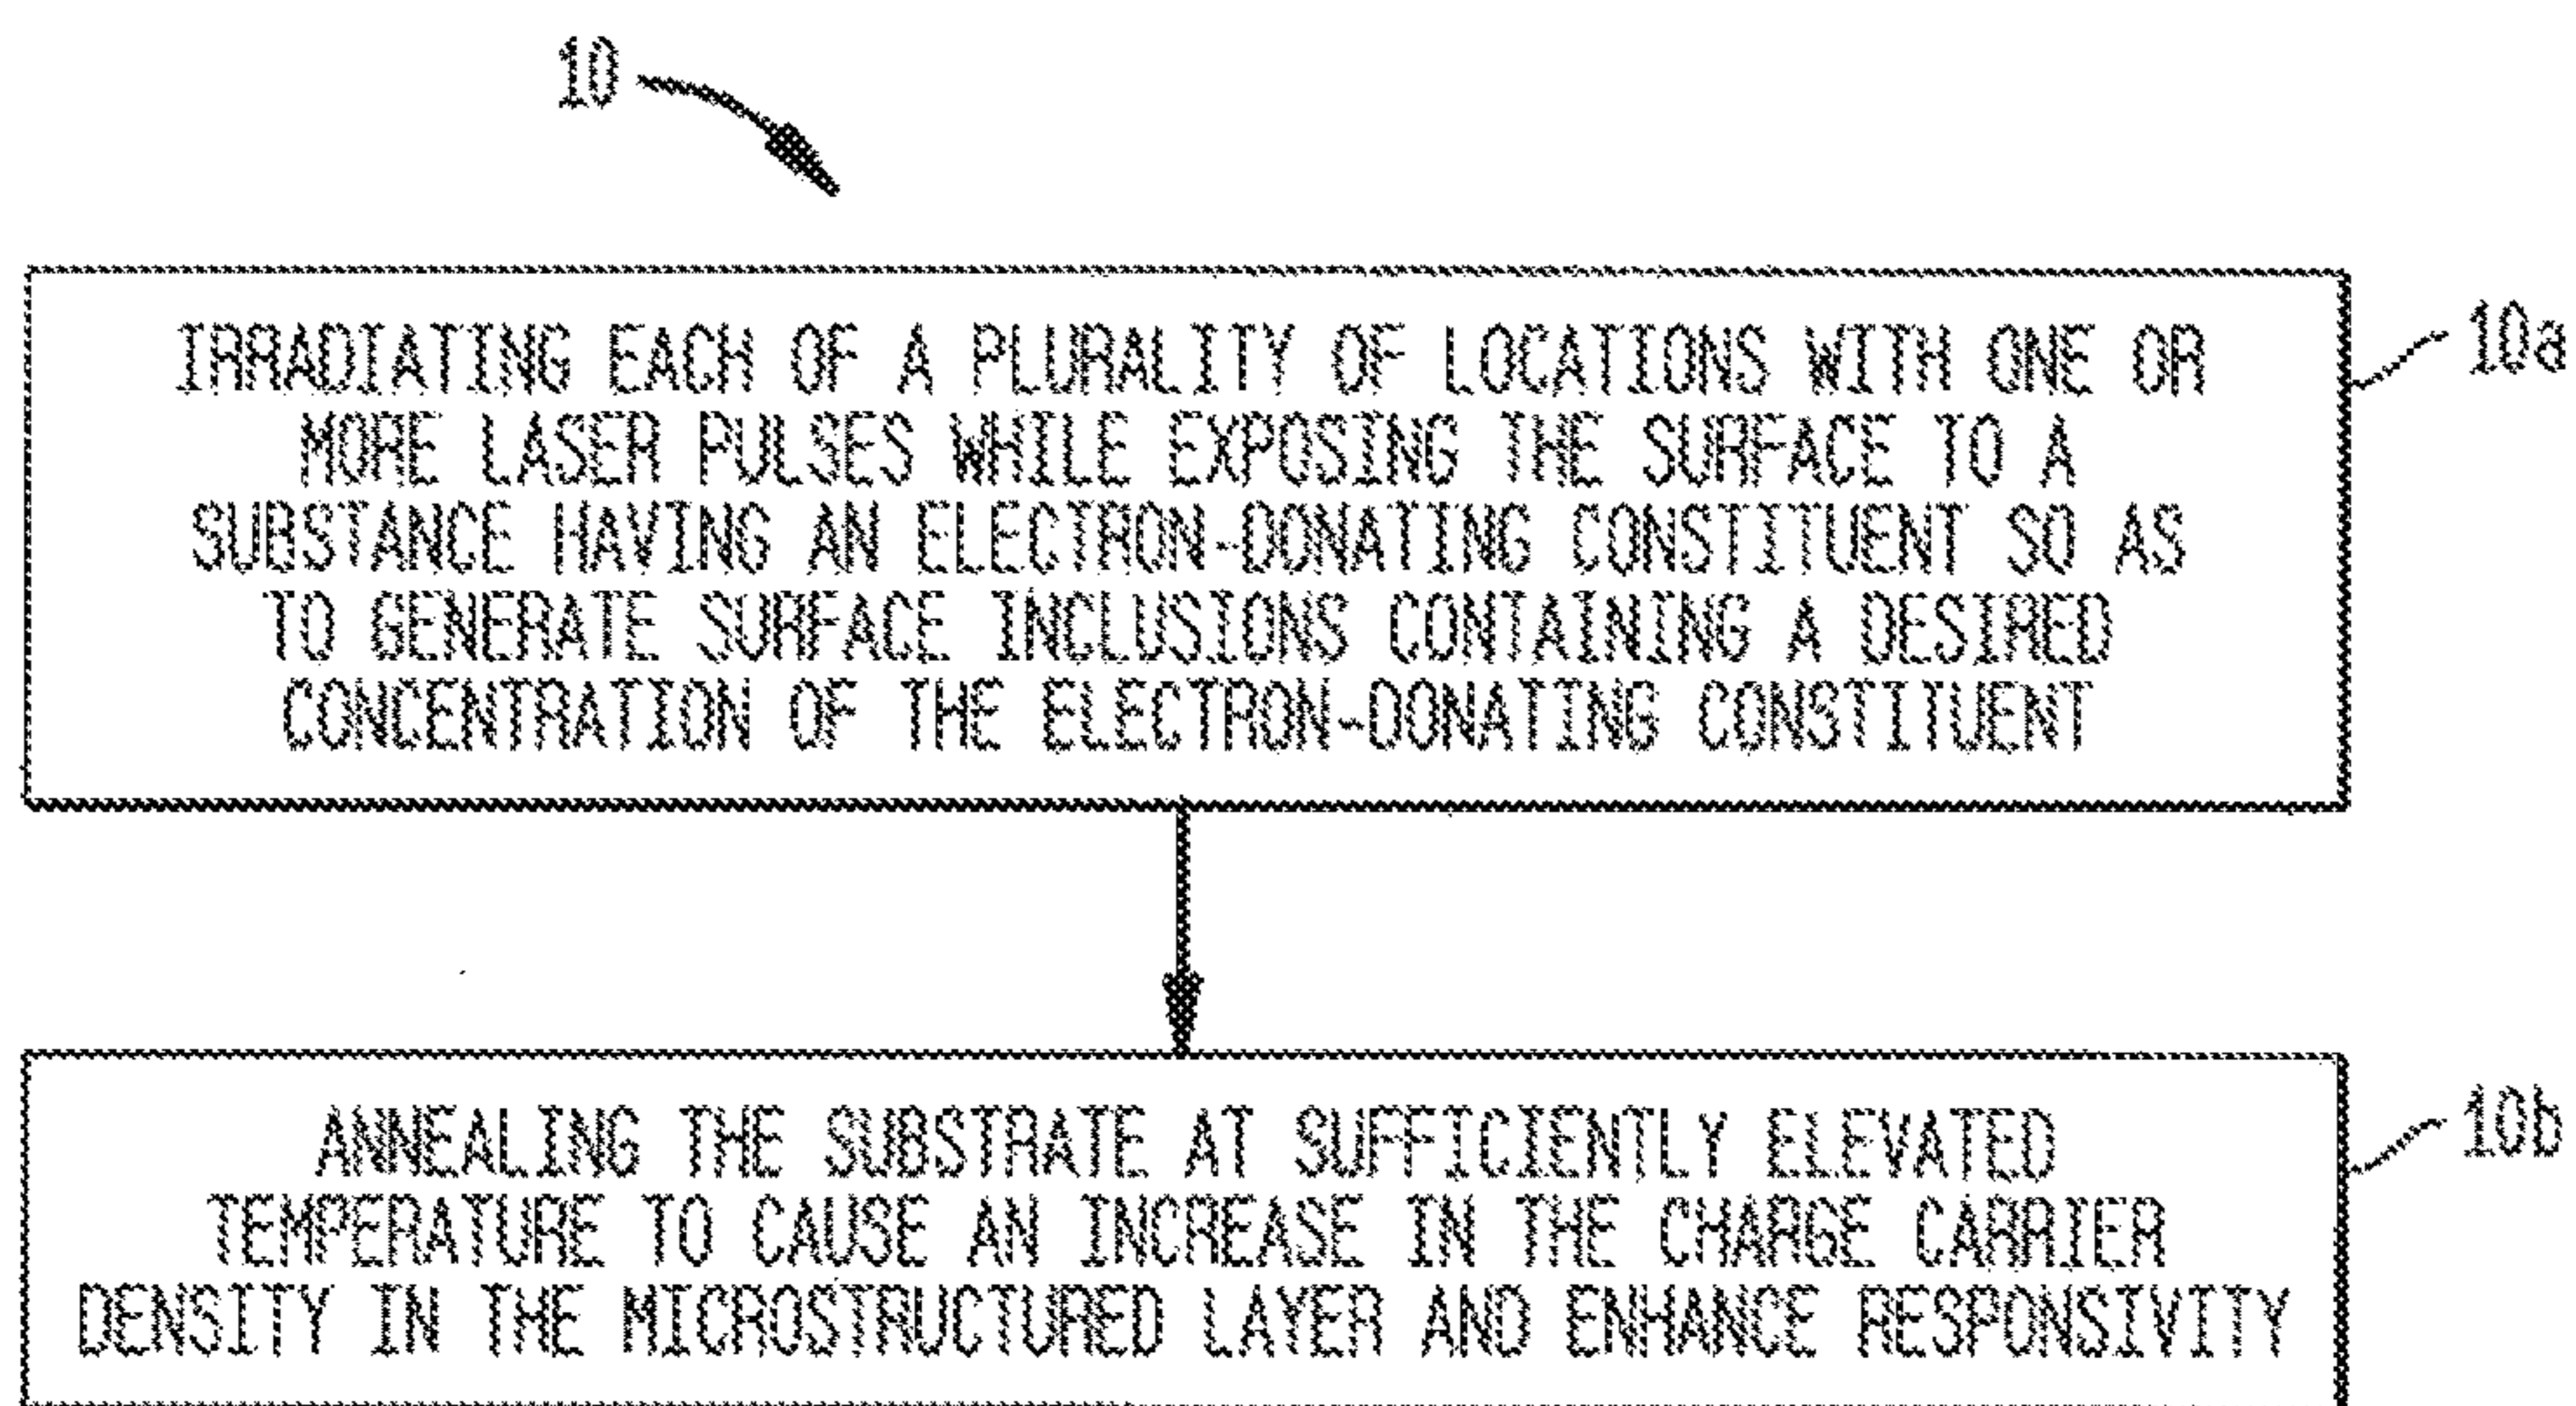 10
IRRADIATING EACH OF A PLURALITY OF LOCATIONS WITH ONE OR
MORE LASER PULSES WHILE EXPOSING THE SURFACE TO A
SUBSTANCE HAVING AN ELECTRON-DONATING CONSTITUENT SO AS
TO GENERATE SURFACE INCLUSIONS CONTAINING A DESIRED
CONCENTRATION OF THE ELECTRON-DONATING CONSTITUENT
10a
ANNEALING THE SUBSTRATE AT SUFFICIENTLY ELEVATED
TEMPERATURE TO CAUSE AN INCREASE IN THE CHARGE CARRIER
DENSITY IN THE MICROSTRUCTURED LAYER AND ENHANCE RESPONSIVITY
10b